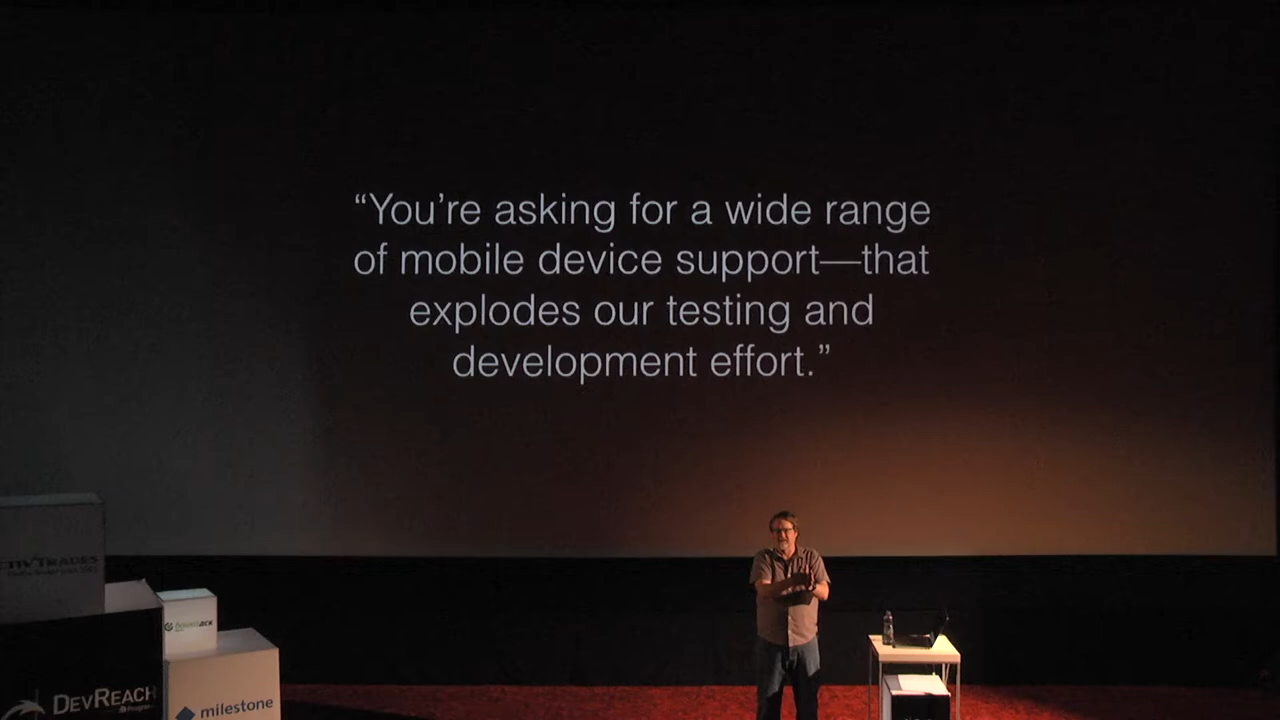 “You’re asking for a wide range
of mobile device support—that
explodes our testing and
development effort.”
DEVREACH
Progress
milestone